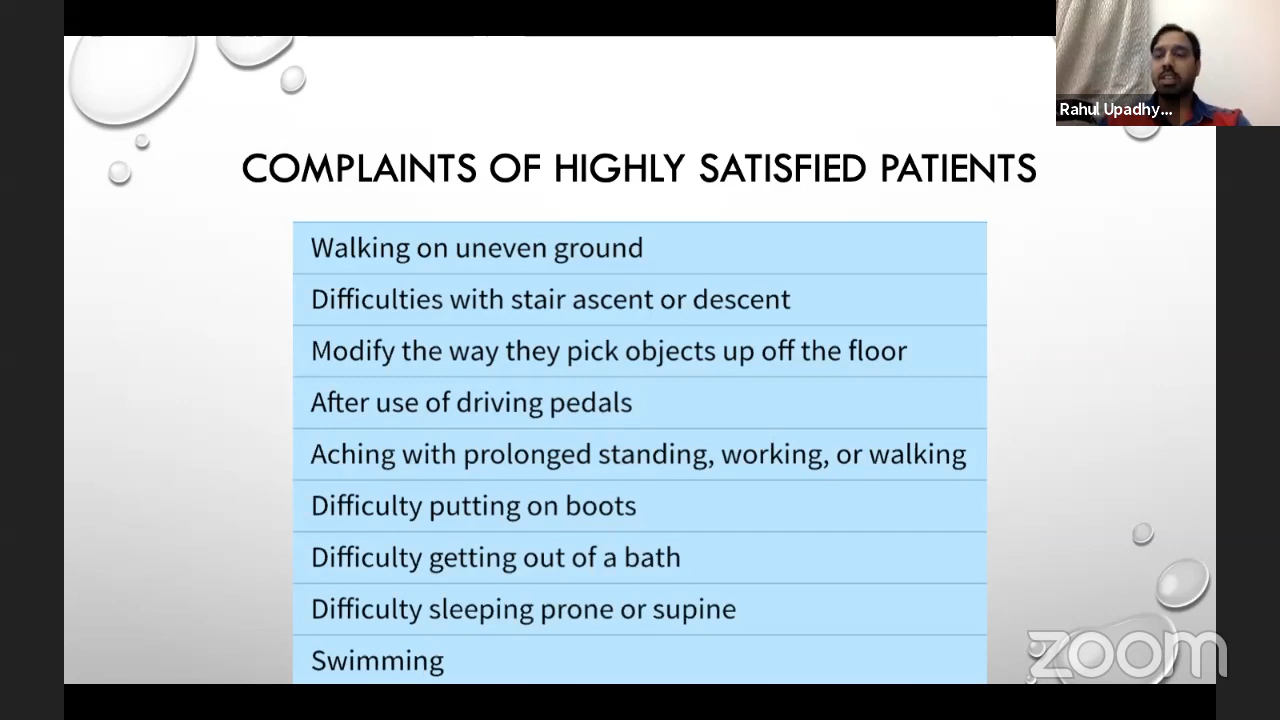 Rahul Upadhy...
COMPLAINTS OF HIGHLY SATISFIED PATIENTS
Walking on uneven ground
Difficulties with stair ascent or descent
Modify the way they pick objects up off the floor
After use of driving pedals
Aching with prolonged standing, working, or walking
Difficulty putting on boots
Difficulty getting out of a bath
Difficulty sleeping prone or supine
Swimming
zoom